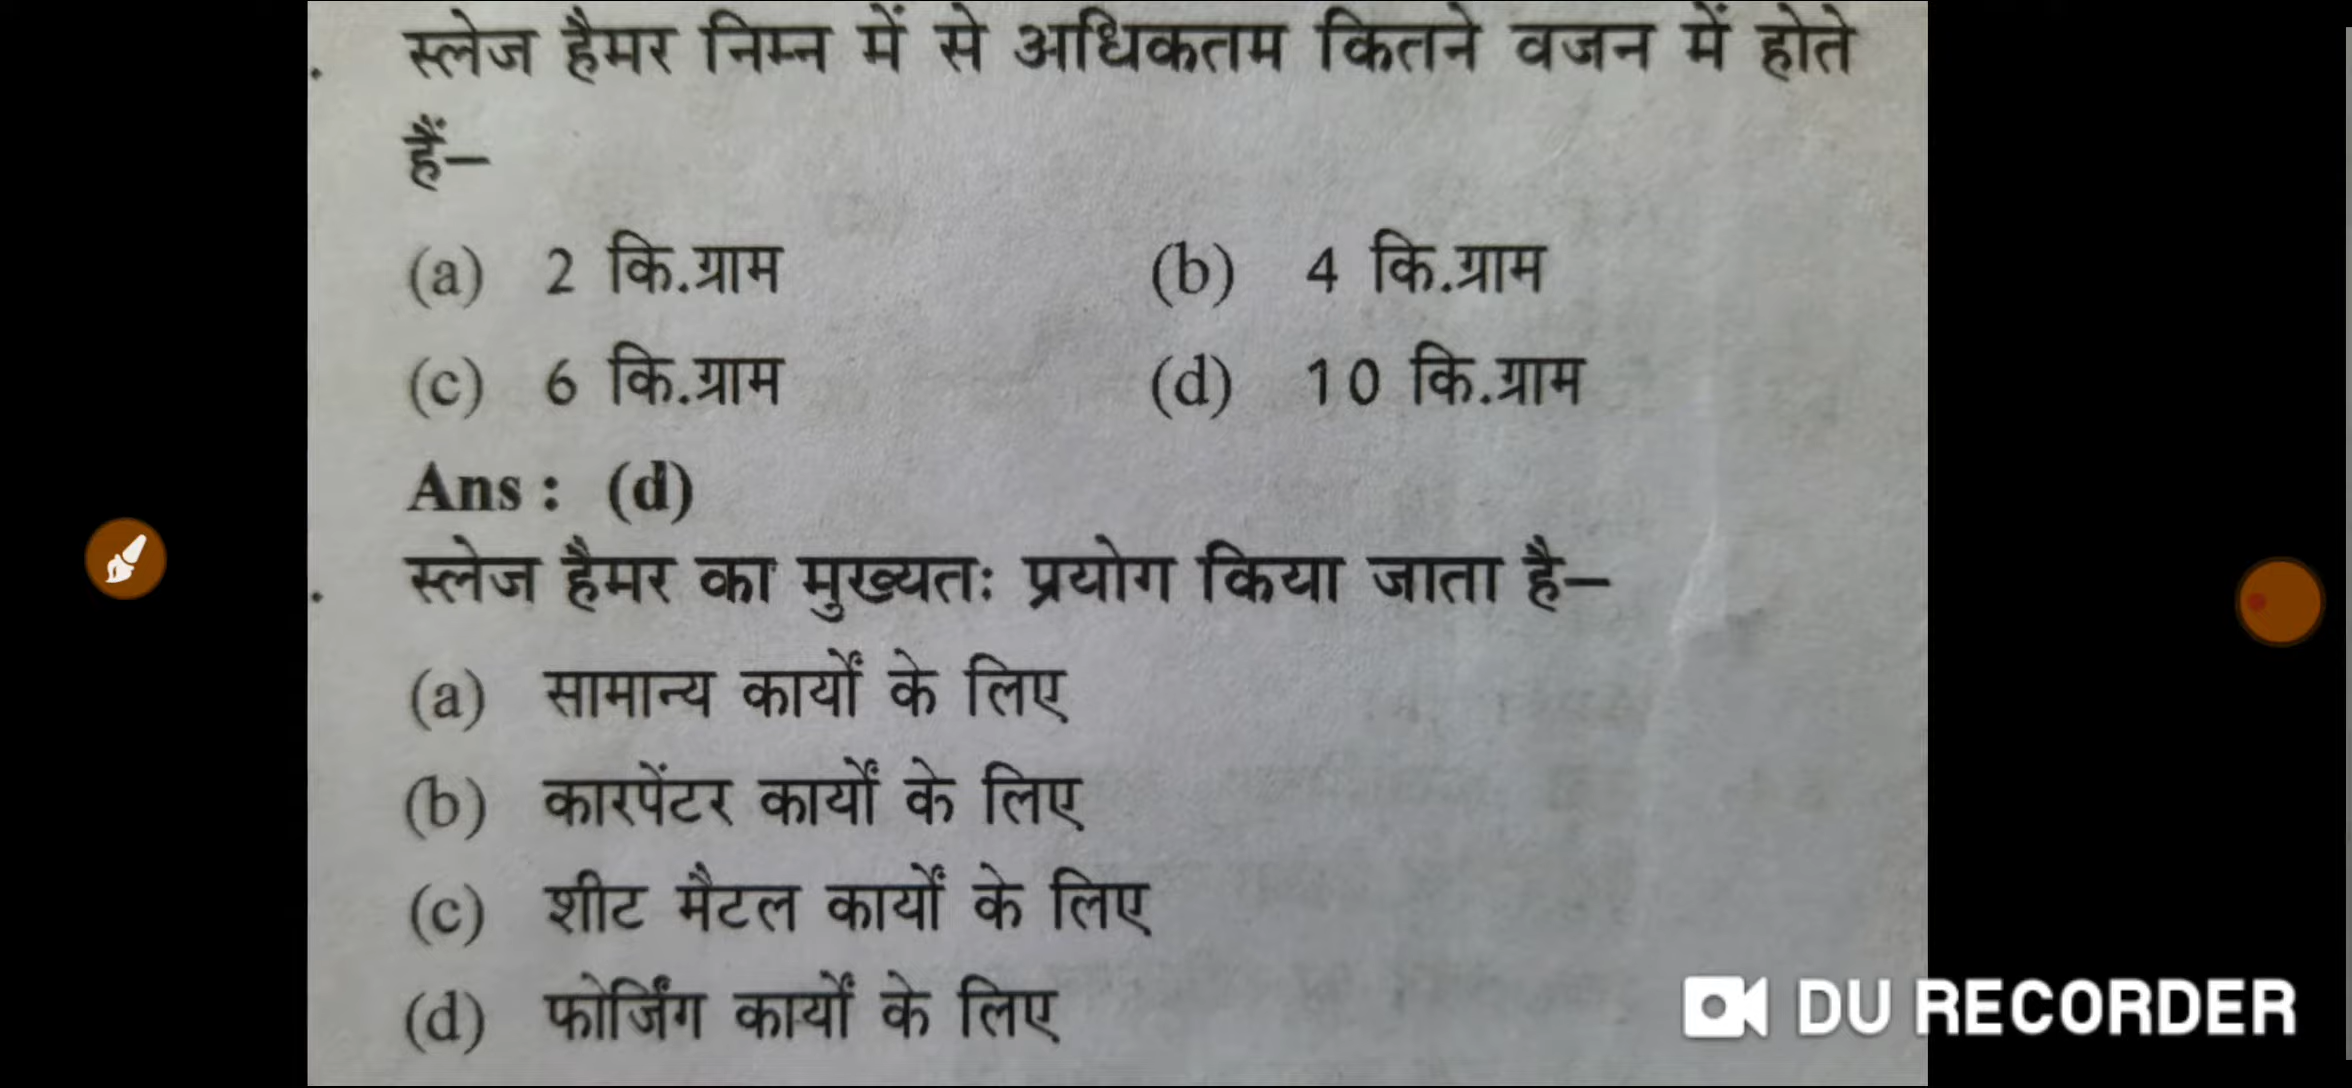 . स्लेज हैमर निम्न में से अधिकतम कितने वजन में होते
हैं–
(a) 2 कि.ग्राम (b) 4 कि.ग्राम
(c) 6 कि.ग्राम (d) 10 कि.ग्राम
Ans : (d)
. स्लेज हैमर का मुख्यतः प्रयोग किया जाता है–
(a) सामान्य कार्यों के लिए
(b) कारपेंटर कार्यों के लिए
(c) शीट मैटल कार्यों के लिए
(d) फोर्जिंग कार्यों के लिए
DU RECORDER